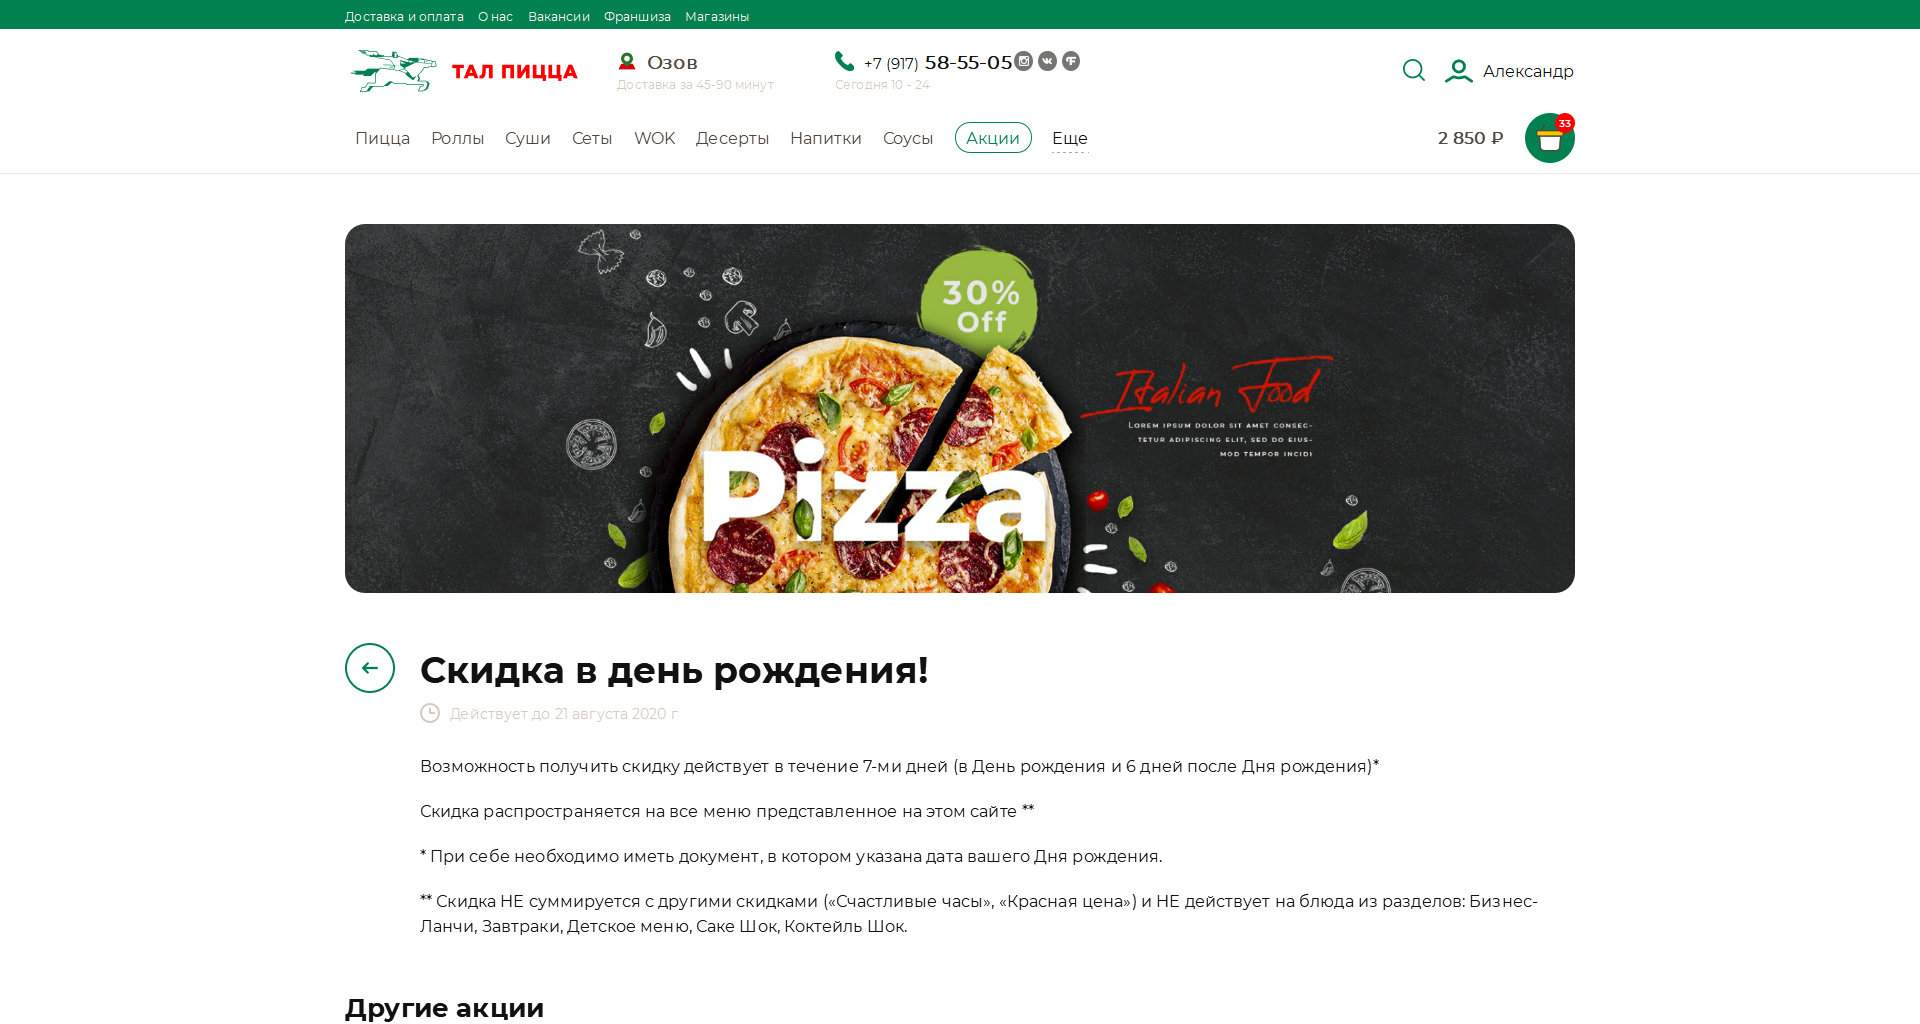 Доставка и оплата О нас Вакансии Франшиза Магазины
ТАЛ ПИЦЦА
Озов
Доставка за 45-90 минут
+7 (917) 58-55-05
Сегодня 10 - 24
Александр
Пицца Роллы Суши Сеты WOK Десерты Напитки Соусы Акции Еще
2 850 ₽
33
30%
Off
Italian Food
Lorem ipsum dolor sit amet consec-
tetur adipiscing elit, sed do eius-
mod tempor incidi
Pizza
Скидка в день рождения!
Действует до 21 августа 2020 г
Возможность получить скидку действует в течение 7-ми дней (в День рождения и 6 дней после Дня рождения)*
Скидка распространяется на все меню представленное на этом сайте **
* При себе необходимо иметь документ, в котором указана дата вашего Дня рождения.
** Скидка НЕ суммируется с другими скидками («Счастливые часы», «Красная цена») и НЕ действует на блюда из разделов: Бизнес-
Ланчи, Завтраки, Детское меню, Саке Шок, Коктейль Шок.
Другие акции